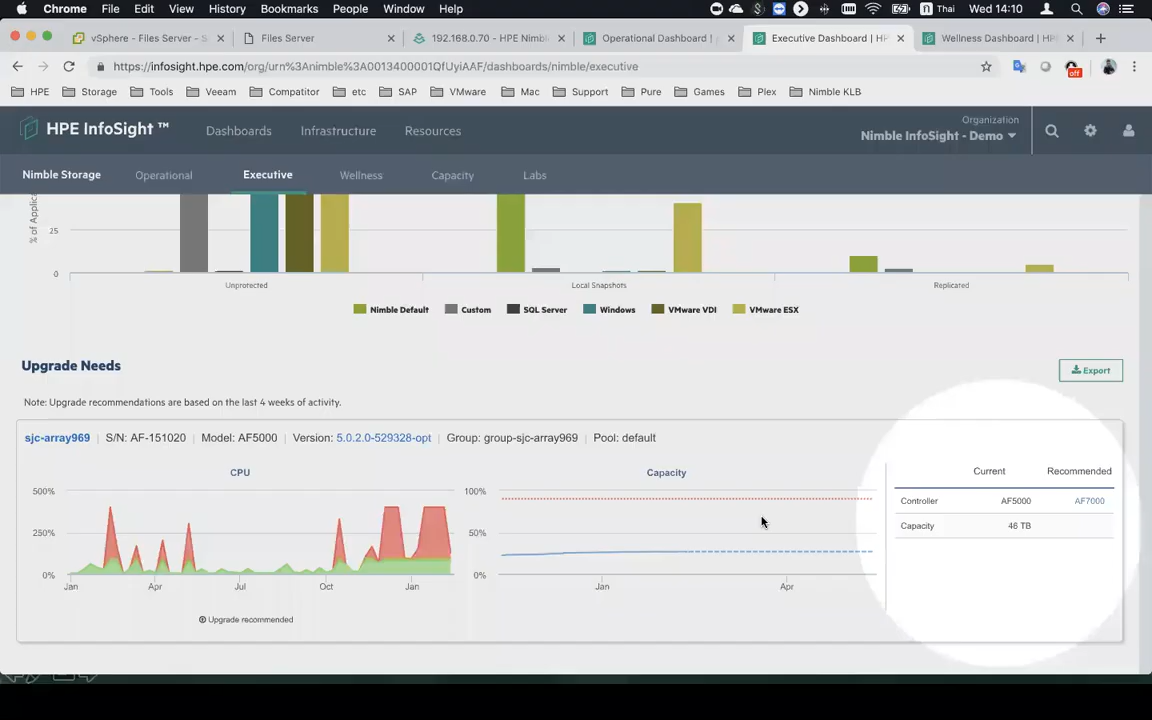 Chrome File Edit View History Bookmarks People Window Help Thai Wed 14:10
vSphere - Files Server - S Files Server 192.168.0.70 - HPE Nimbl Operational Dashboard | Executive Dashboard | HP Wellness Dashboard | HP
https://infosight.hpe.com/org/urn%3Animble%3A0013400001QfUyiAAF/dashboards/nimble/executive off
HPE Storage Tools Veeam Compatitor etc SAP VMware Mac Support Pure Games Plex Nimble KLB
HPE InfoSight ™ Dashboards Infrastructure Resources
Organization
Nimble InfoSight - Demo
Nimble Storage Operational Executive Wellness Capacity Labs
% of Applica
25
0
Unprotected Local Snapshots Replicated
Nimble Default Custom SQL Server Windows VMware VDI VMware ESX
Upgrade Needs
Export
Note: Upgrade recommendations are based on the last 4 weeks of activity.
sjc-array969 | S/N: AF-151020 | Model: AF5000 | Version: 5.0.2.0-529328-opt | Group: group-sjc-array969 | Pool: default
CPU
500%
250%
0%
Jan Apr Jul Oct Jan
Upgrade recommended
Capacity
100%
50%
0%
Jan Apr
Current Recommended
Controller AF5000 AF7000
Capacity 46 TB